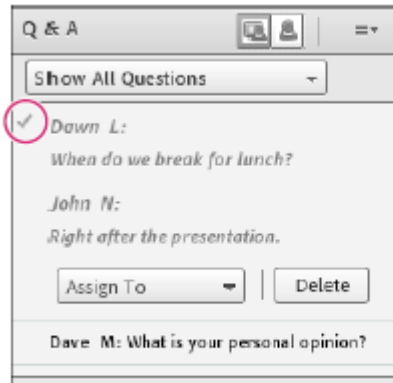 Q & A
Show All Questions
Dawn L:
When do we break for lunch?
John N:
Right after the presentation.
Assign To
Delete
Dave M: What is your personal opinion?